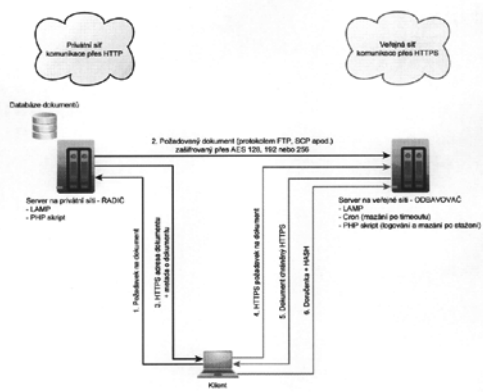 Privátní síť
komunikace přes HTTP
Veřejná síť
komunikace přes HTTPS
Databáze dokumentů
2. Požadovaný dokument (protokolem FTP, SCP apod.)
zašifrovaný přes AES 128, 192 nebo 256
Server na privátní síti - ŘADIČ
- LAMP
- PHP skript
Server na veřejné síti - ODBAVOVAČ
- LAMP
- Cron (mazání po timeoutu)
- PHP skript (logování a mazání po stažení)
1. Požadavek na dokument
3. HTTPS adresa dokumentu
+ metada o dokumentu
4. HTTPS požadavek na dokument
5. Dokument chráněny HTTPS
6. Doručenka + HASH
Klient